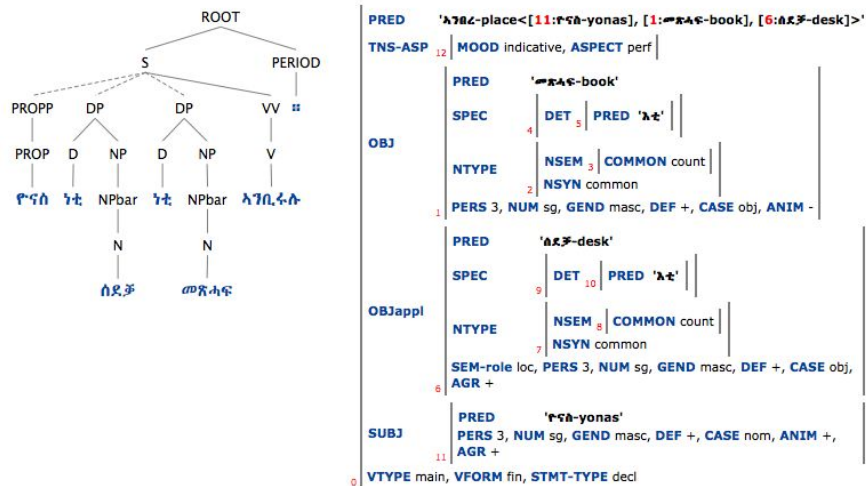 ROOT
S PERIOD
PROPP DP DP VV ።
PROP D NP D NP V
ዮናስ ነቲ NPbar ነቲ NPbar ኣንቢሩሉ
N N
ሰደቓ መጽሓፍ
PRED 'ኣንበረ-place<[11:ዮናስ-yonas], [1:መጽሓፍ-book], [6:ሰደቓ-desk]>'
TNS-ASP 12 MOOD indicative, ASPECT perf
PRED 'መጽሓፍ-book'
SPEC 4 DET 5 PRED 'እቲ'
OBJ
NTYPE 2 NSEM 3 COMMON count
NSYN common
1 PERS 3, NUM sg, GEND masc, DEF +, CASE obj, ANIM -
PRED 'ሰደቓ-desk'
SPEC 9 DET 10 PRED 'እቲ'
OBJappl
NTYPE 7 NSEM 8 COMMON count
NSYN common
6 SEM-role loc, PERS 3, NUM sg, GEND masc, DEF +, CASE obj,
AGR +
PRED 'ዮናስ-yonas'
SUBJ 11 PERS 3, NUM sg, GEND masc, DEF +, CASE nom, ANIM +,
AGR +
0 VTYPE main, VFORM fin, STMT-TYPE decl